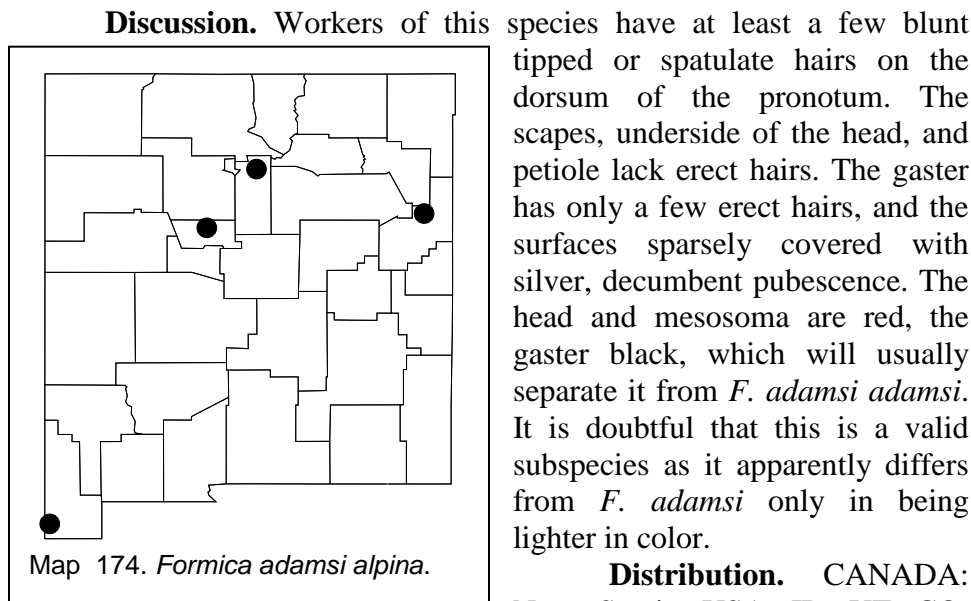 Discussion. Workers of this species have at least a few blunt
tipped or spatulate hairs on the
dorsum of the pronotum. The
scapes, underside of the head, and
petiole lack erect hairs. The gaster
has only a few erect hairs, and the
surfaces sparsely covered with
silver, decumbent pubescence. The
head and mesosoma are red, the
gaster black, which will usually
separate it from F. adamsi adamsi.
It is doubtful that this is a valid
subspecies as it apparently differs
from F. adamsi only in being
lighter in color.
Map 174. Formica adamsi alpina.
Distribution. CANADA: